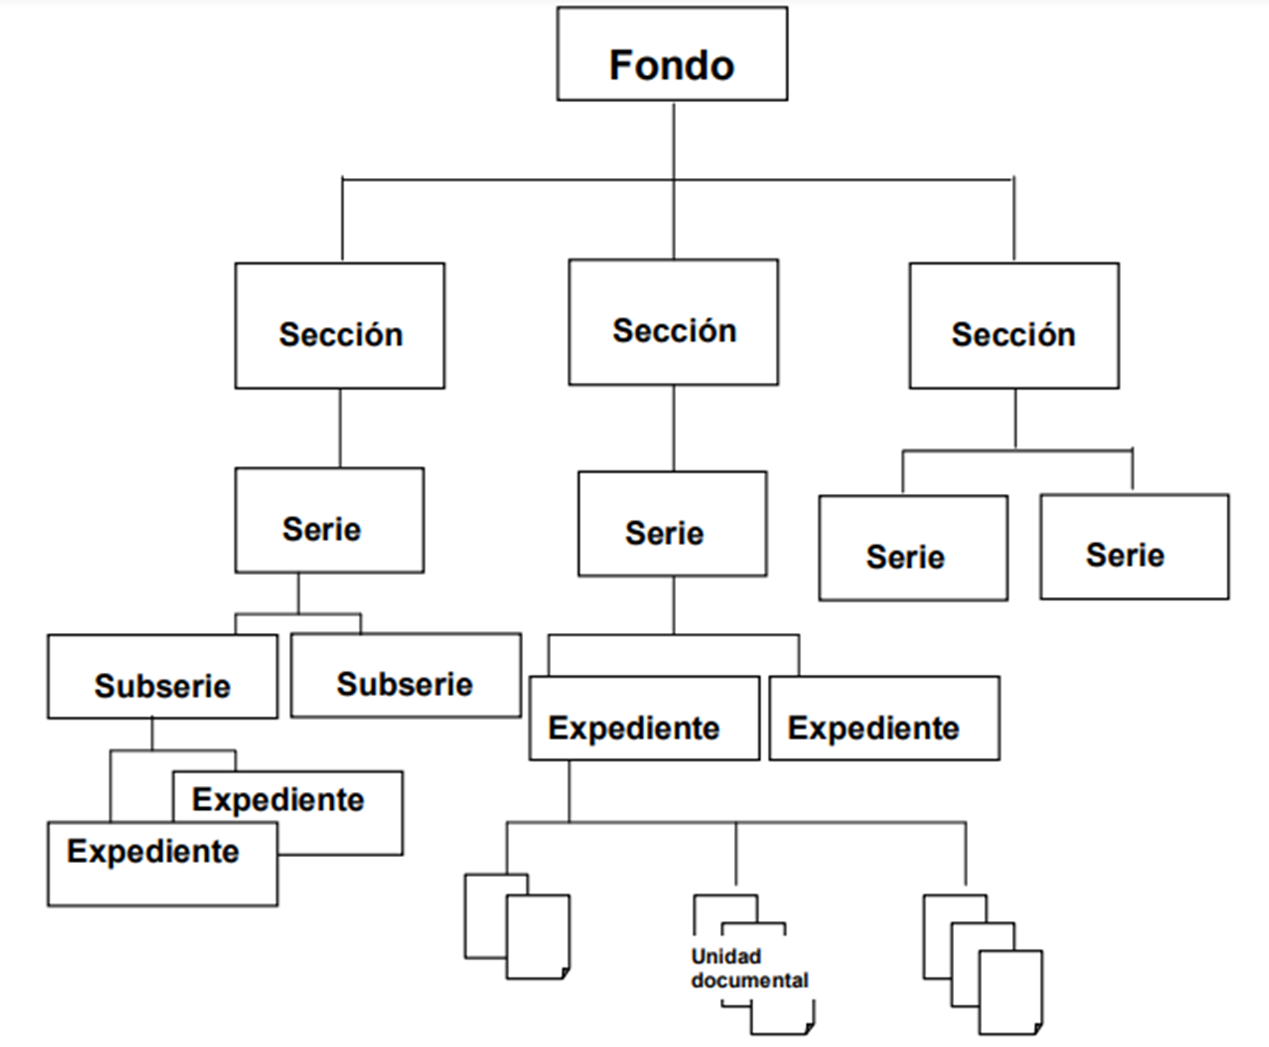 Fondo
Sección
Sección
Sección
Serie
Serie
Serie
Serie
Subserie
Subserie
Expediente
Expediente
Expediente
Expediente
Unidad
documental